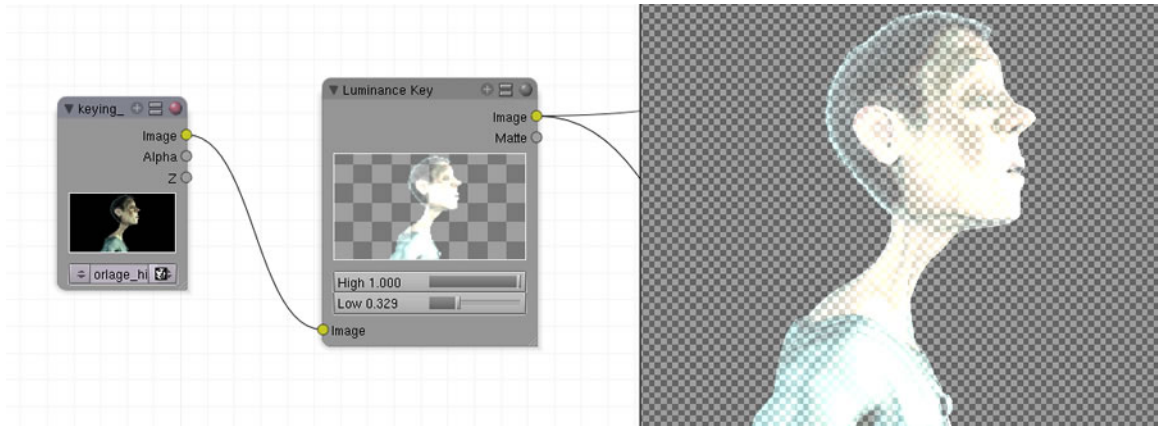 keying_
Image
Alpha
Z
orlage_hi
Luminance Key
Image
Matte
High 1.000
Low 0.329
Image